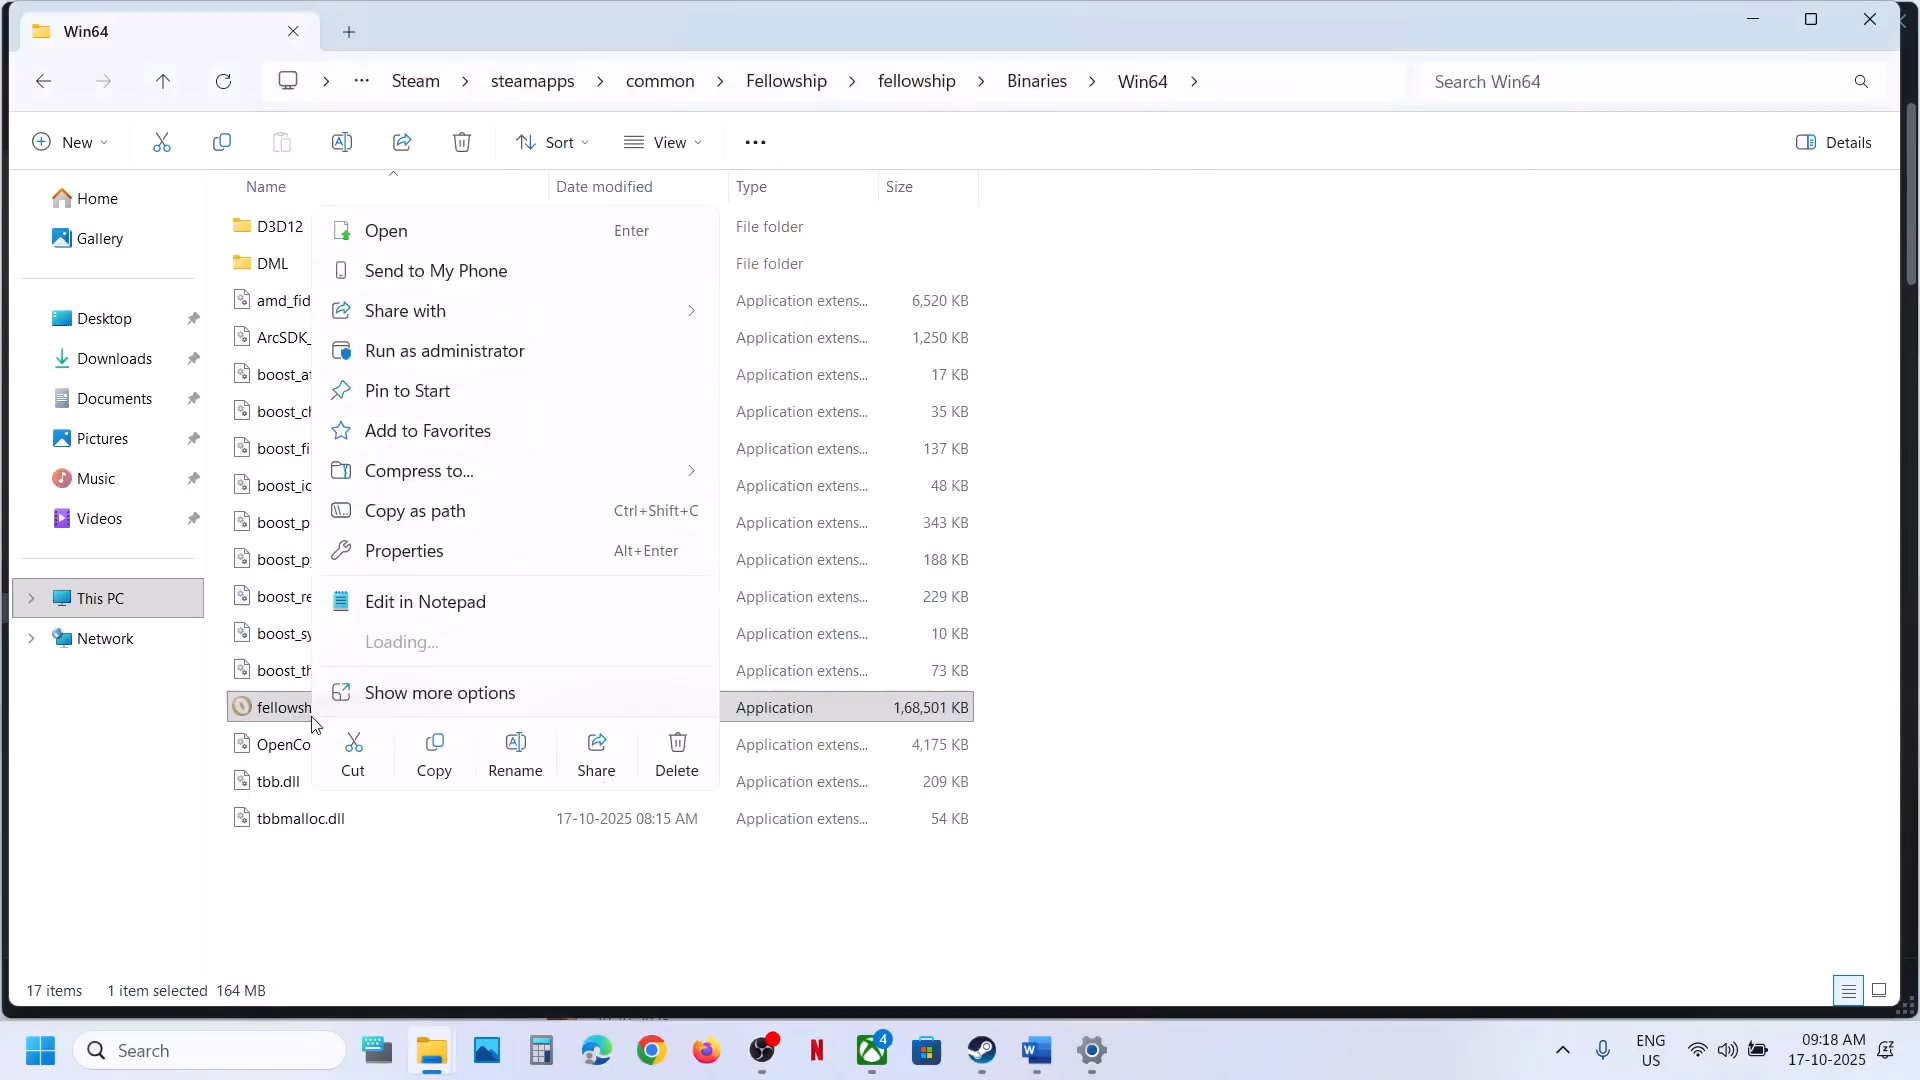 Win64
Steam
steamapps
common
Fellowship
fellowship
Binaries
Win64
Search Win64
New
Sort
View
Details
Name
Date modified
Type
Size
Home
Gallery
Desktop
Downloads
Documents
Pictures
Music
Videos
This PC
Network
D3D12
File folder
DML
File folder
amd_fid
Application extens...
6,520 KB
ArcSDK_
Application extens...
1,250 KB
boost_at
Application extens...
17 KB
boost_ch
Application extens...
35 KB
boost_fi
Application extens...
137 KB
boost_ic
Application extens...
48 KB
boost_p
Application extens...
343 KB
boost_py
Application extens...
188 KB
boost_re
Application extens...
229 KB
boost_sy
Application extens...
10 KB
boost_th
Application extens...
73 KB
fellowsh
Application
1,68,501 KB
OpenCo
Application extens...
4,175 KB
tbb.dll
Application extens...
209 KB
tbbmalloc.dll
17-10-2025 08:15 AM
Application extens...
54 KB
Open
Enter
Send to My Phone
Share with
Run as administrator
Pin to Start
Add to Favorites
Compress to...
Copy as path
Ctrl+Shift+C
Properties
Alt+Enter
Edit in Notepad
Loading...
Show more options
Cut
Copy
Rename
Share
Delete
17 items
1 item selected 164 MB
Search
4
ENG
US
09:18 AM
17-10-2025